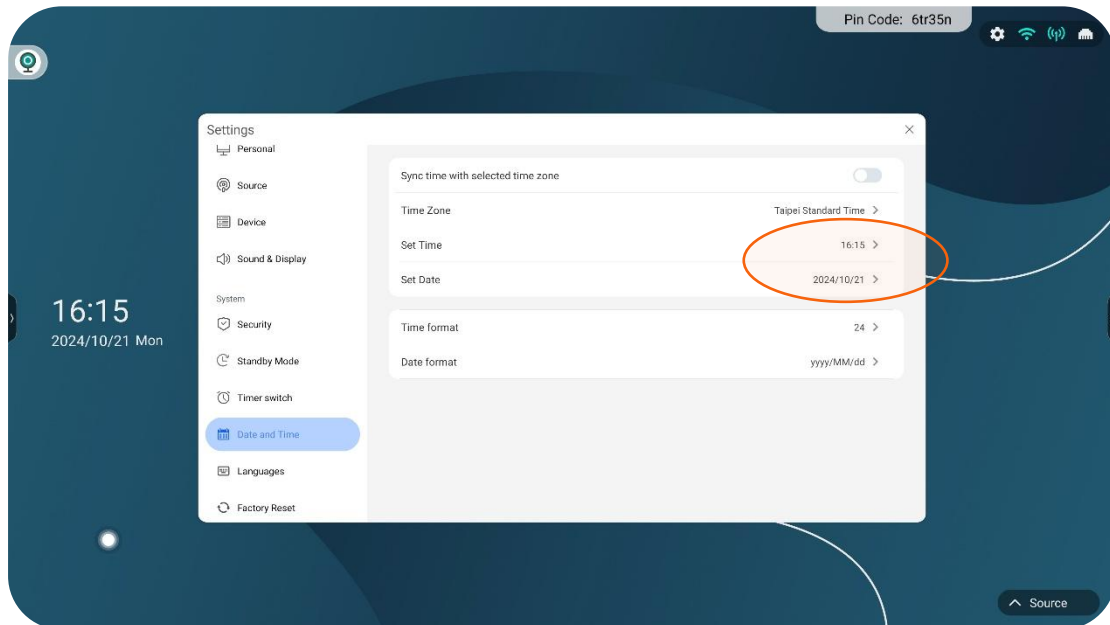 Pin Code: 6tr35n
Settings
Personal
Source
Device
Sound & Display
System
Security
Standby Mode
Timer switch
Date and Time
Languages
Factory Reset
Sync time with selected time zone
Time Zone Taipei Standard Time
Set Time 16:15
Set Date 2024/10/21
Time format 24
Date format yyyy/MM/dd
16:15
2024/10/21 Mon
Source